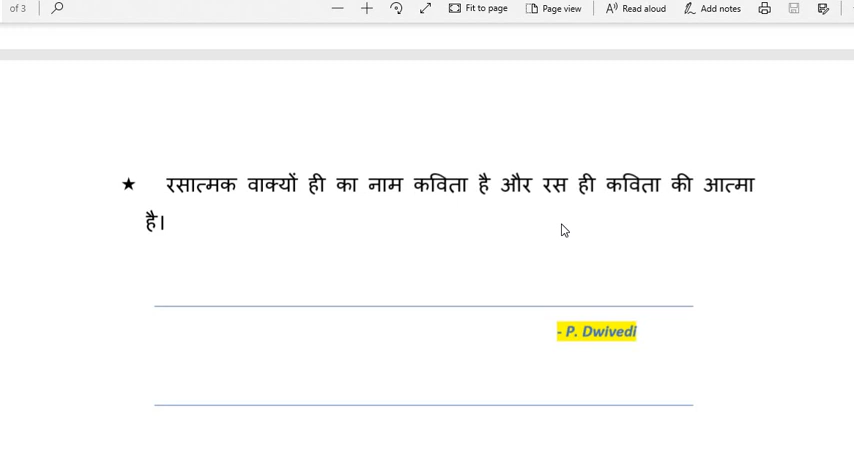 of 3 Fit to page Page view Read aloud Add notes
★ रसात्मक वाक्यों ही का नाम कविता है और रस ही कविता की आत्मा
है।
- P. Dwivedi